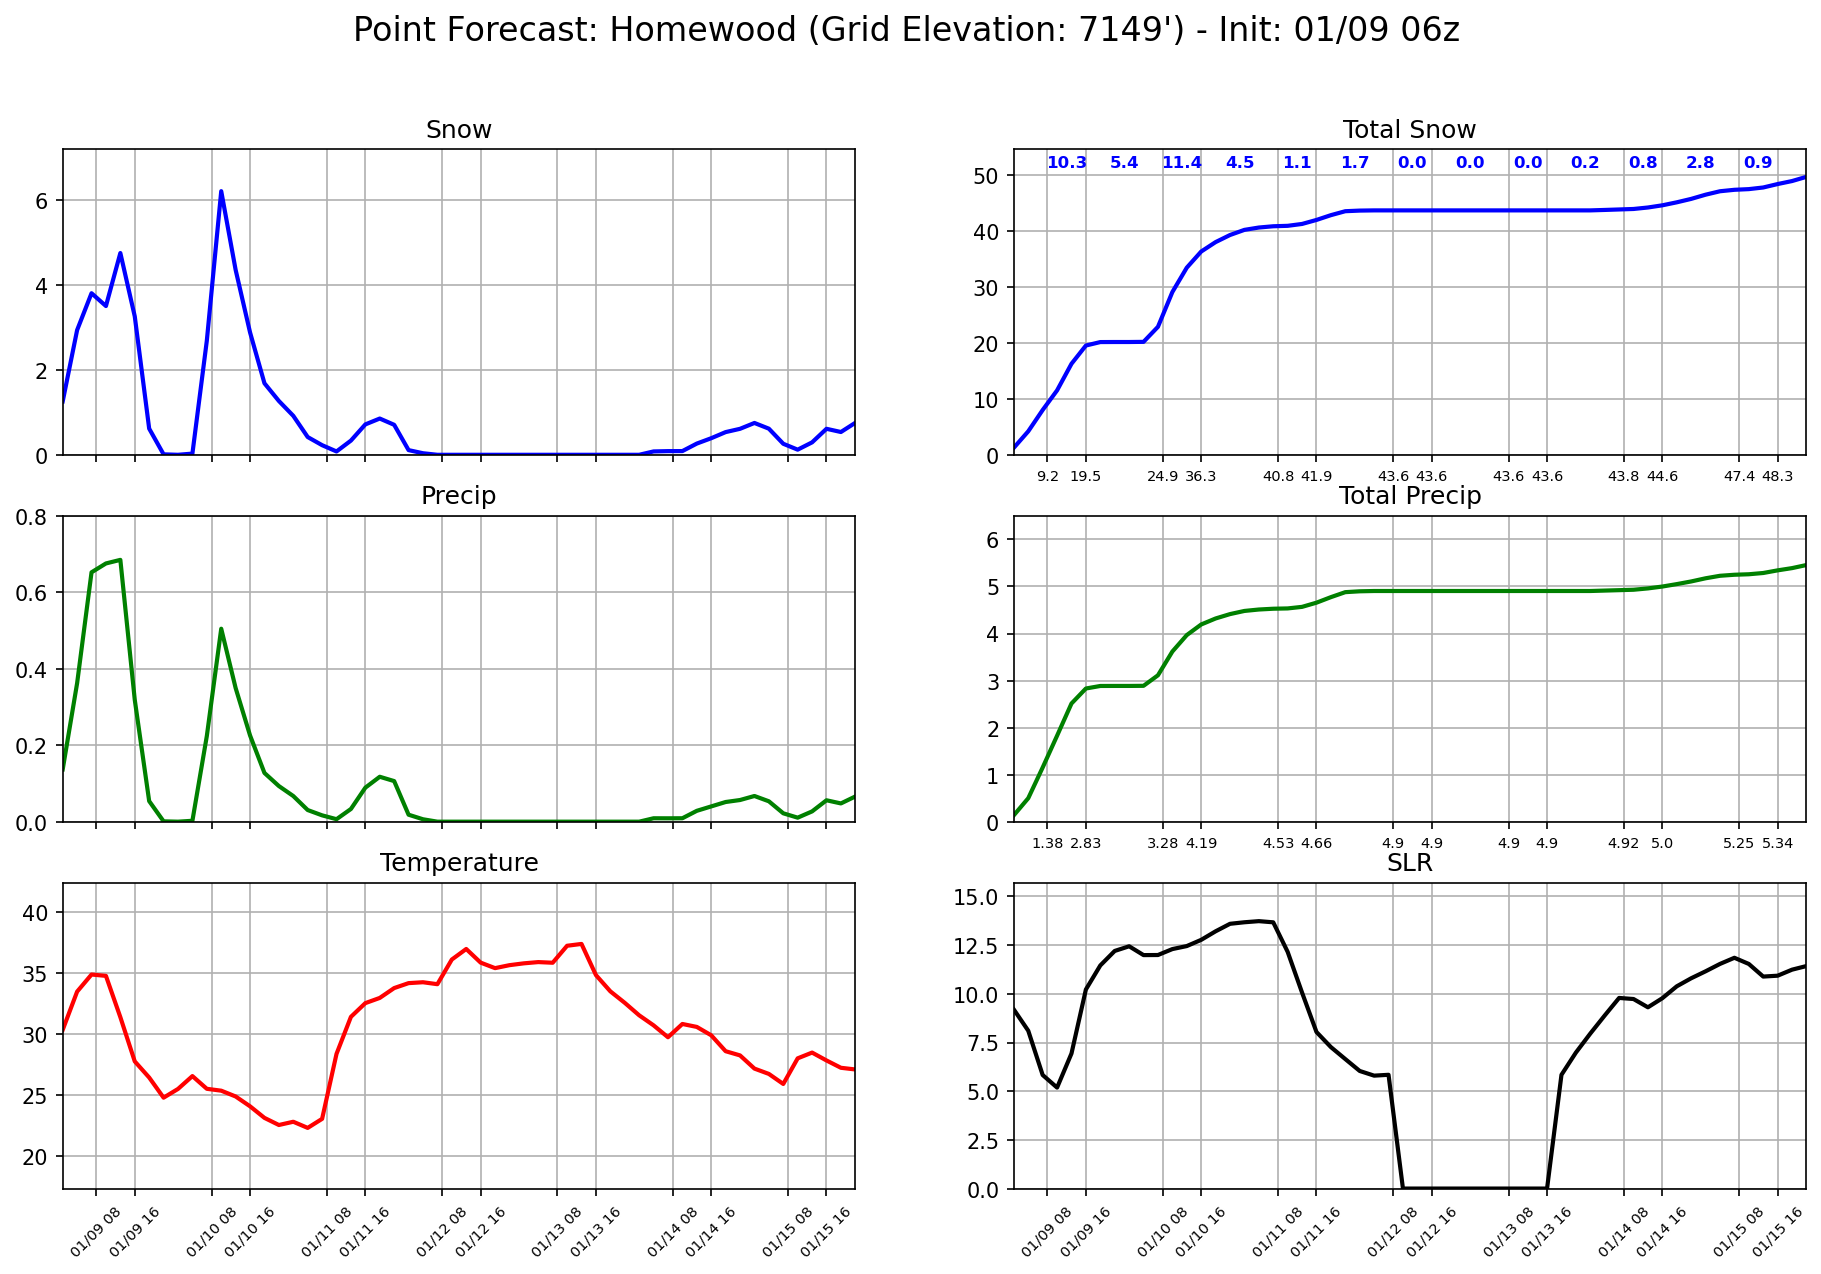 Point Forecast: Homewood (Grid Elevation: 7149') - Init: 01/09 06z
Snow
6
4
2
0
Total Snow
10.3 5.4 11.4 4.5 1.1 1.7 0.0 0.0 0.0 0.2 0.8 2.8 0.9
50
40
30
20
10
0
9.2 19.5 24.9 36.3 40.8 41.9 43.6 43.6 43.6 43.6 43.8 44.6 47.4 48.3
Precip
0.8
0.6
0.4
0.2
0.0
Total Precip
6
5
4
3
2
1
0
1.38 2.83 3.28 4.19 4.53 4.66 4.9 4.9 4.9 4.9 4.92 5.0 5.25 5.34
Temperature
40
35
30
25
20
01/09 08 01/09 16 01/10 08 01/10 16 01/11 08 01/11 16 01/12 08 01/12 16 01/13 08 01/13 16 01/14 08 01/14 16 01/15 08 01/15 16
SLR
15.0
12.5
10.0
7.5
5.0
2.5
0.0
01/09 08 01/09 16 01/10 08 01/10 16 01/11 08 01/11 16 01/12 08 01/12 16 01/13 08 01/13 16 01/14 08 01/14 16 01/15 08 01/15 16